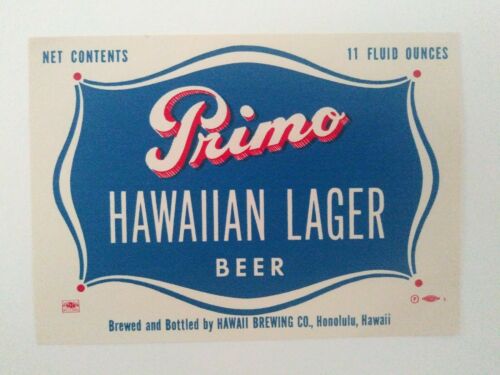 NET CONTENTS 11 FLUID OUNCES
Primo
HAWAIIAN LAGER
BEER
Brewed and Bottled by HAWAII BREWING CO., Honolulu, Hawaii